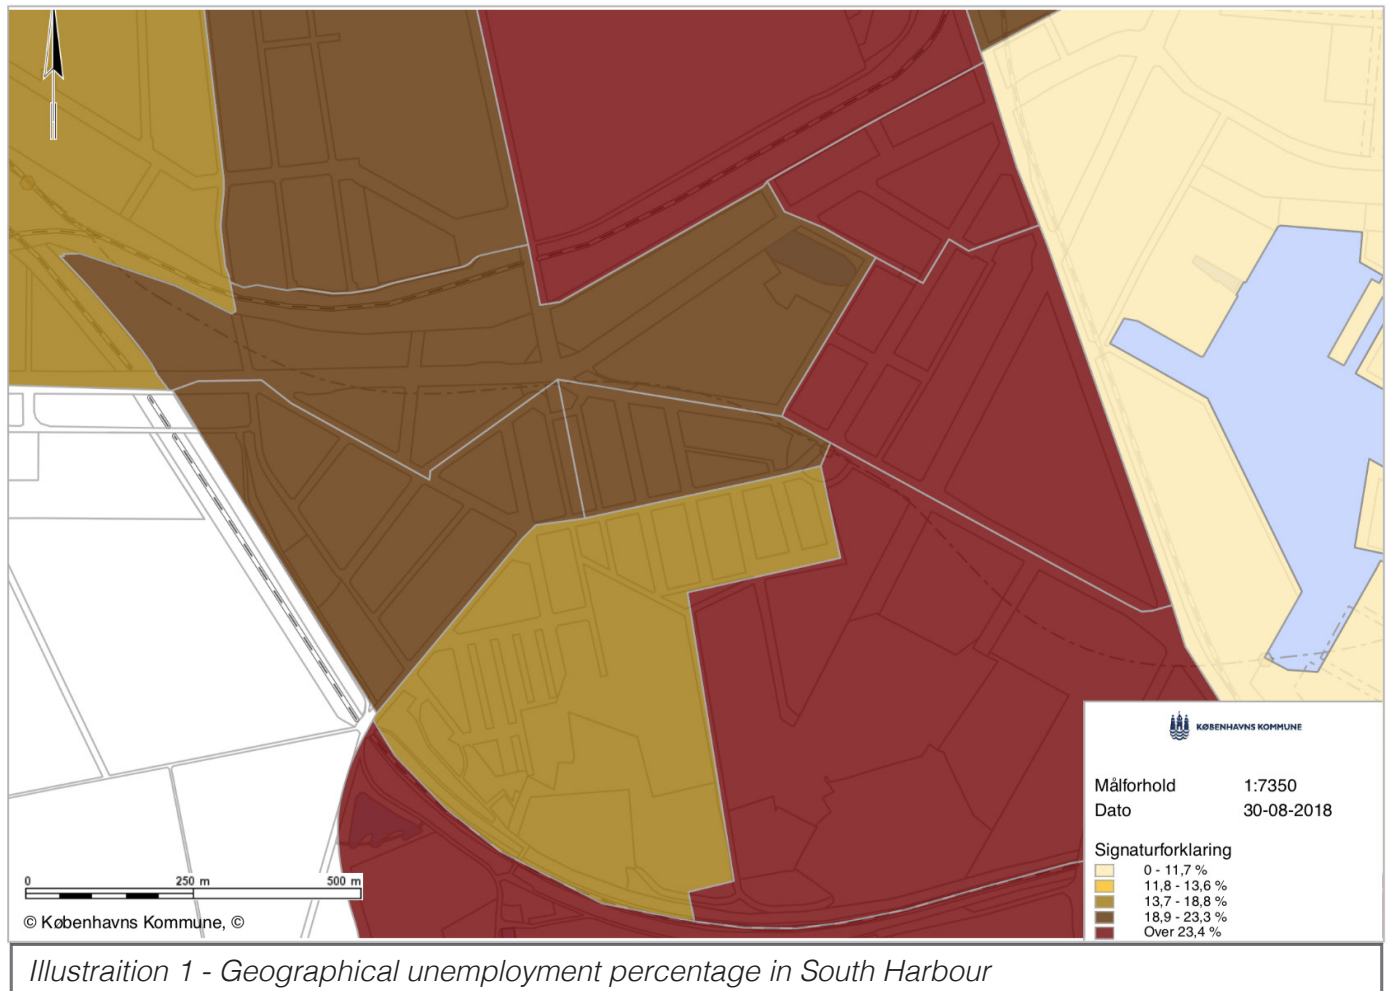 KØBENHAVNS KOMMUNE
Målforhold 1:7350
Dato 30-08-2018
Signaturforklaring
0 - 11,7 %
11,8 - 13,6 %
13,7 - 18,8 %
18,9 - 23,3 %
Over 23,4 %
0 250 m 500 m
© Københavns Kommune, ©
Illustraition 1 - Geographical unemployment percentage in South Harbour